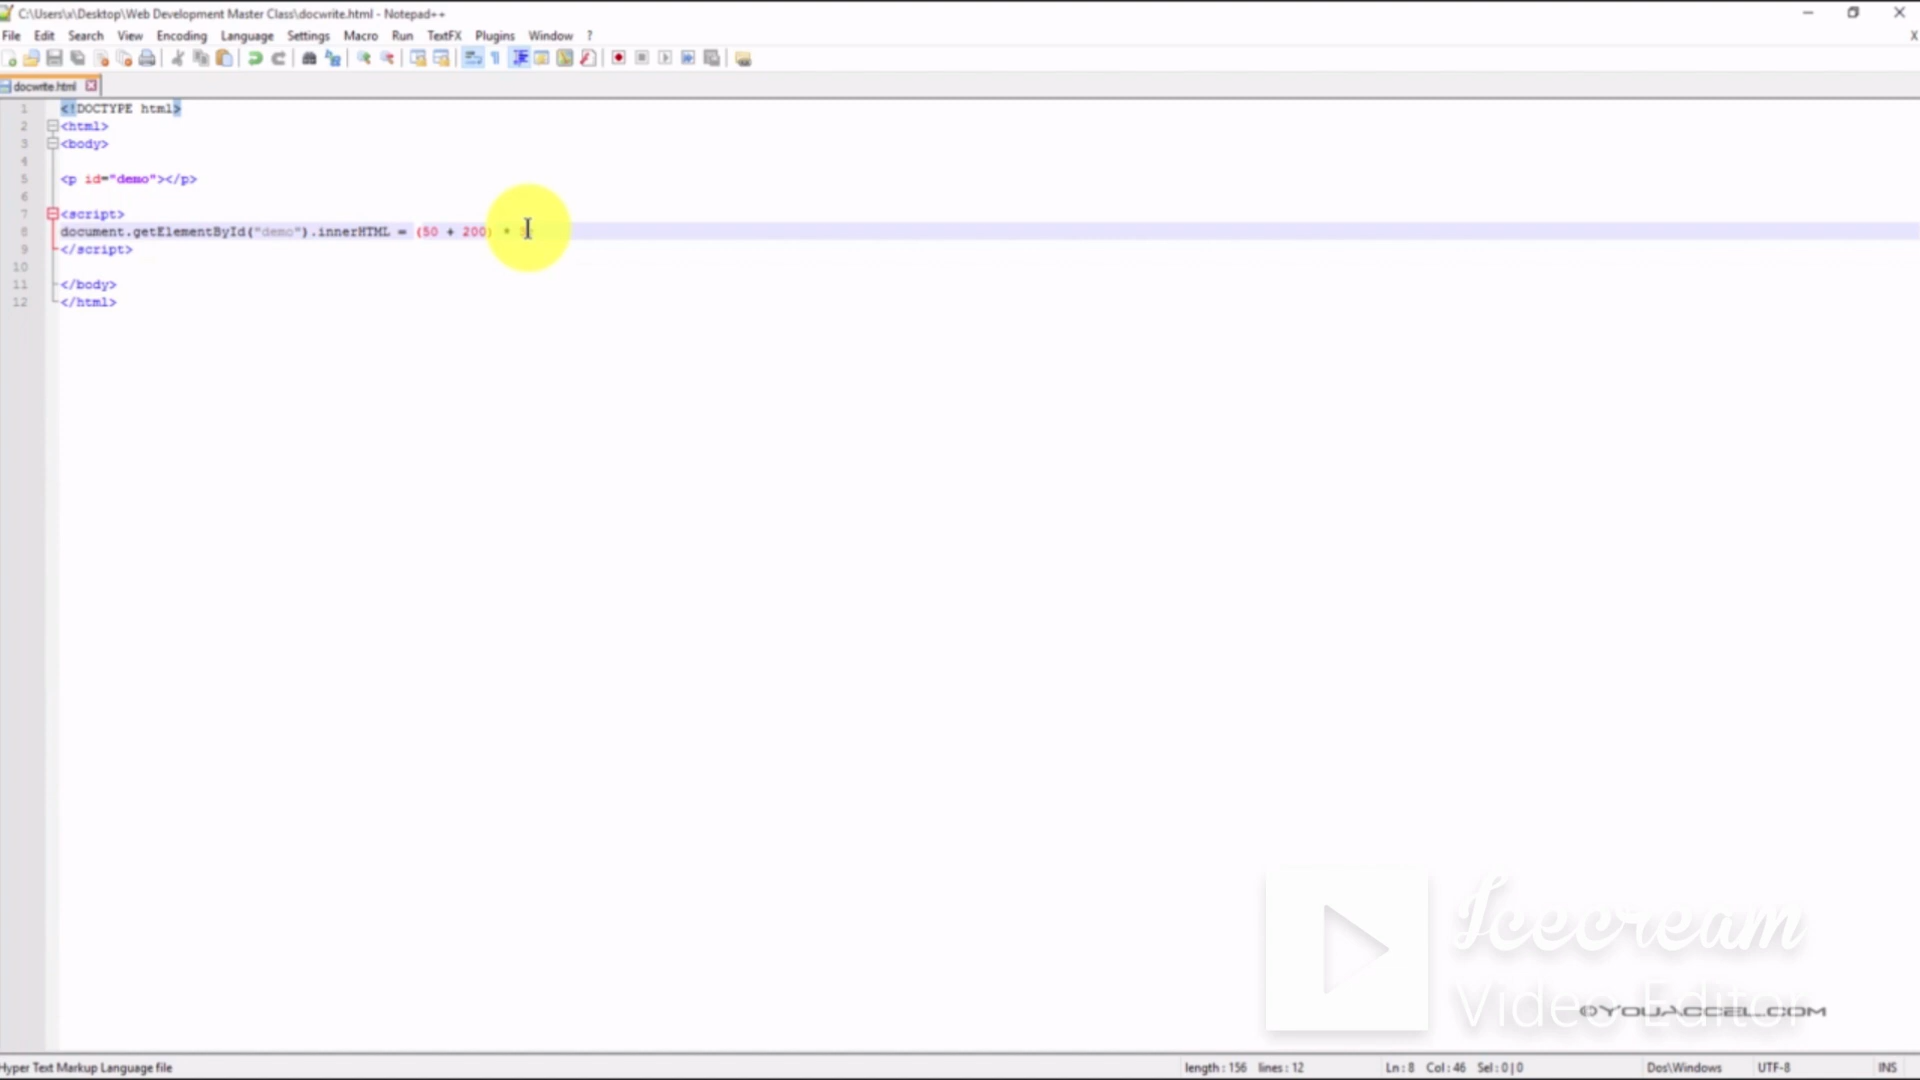 C:\Users\x\Desktop\Web Development Master Class\docwrite.html - Notepad++
File Edit Search View Encoding Language Settings Macro Run TextFX Plugins Window ?
X
docwrite.html
1 <!DOCTYPE html>
2 <html>
3 <body>
4
5 <p id="demo"></p>
6
7 <script>
8 document.getElementById("demo").innerHTML = (50 + 200) *
9 </script>
10
11 </body>
12 </html>
Icecream
Video Editor
©YOUACCEL.COM
Hyper Text Markup Language file length : 156 lines : 12 Ln : 8 Col : 46 Sel : 0 | 0 Dos\Windows UTF-8 INS